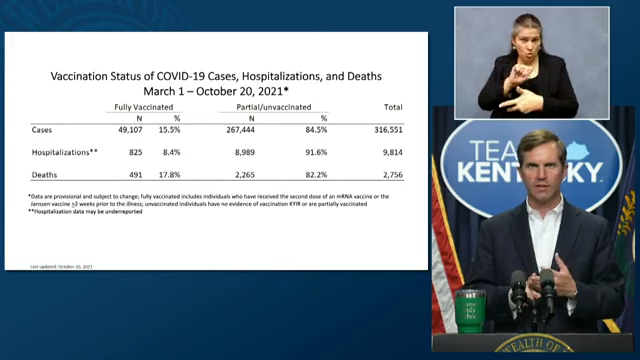 Vaccination Status of COVID-19 Cases, Hospitalizations, and Deaths
March 1 – October 20, 2021*
Fully Vaccinated Partial/unvaccinated Total
N % N %
Cases 49,107 15.5% 267,444 84.5% 316,551
Hospitalizations** 825 8.4% 8,989 91.6% 9,814
Deaths 491 17.8% 2,265 82.2% 2,756
*Data are provisional and subject to change; fully vaccinated includes individuals who have received the second dose of an mRNA vaccine or the
Janssen vaccine ≥2 weeks prior to the illness; unvaccinated individuals have no evidence of vaccination KYIR or are partially vaccinated
**Hospitalization data may be underreported
Last updated: October 20, 2021
TEAM
KENTUCKY
WEALTH OF